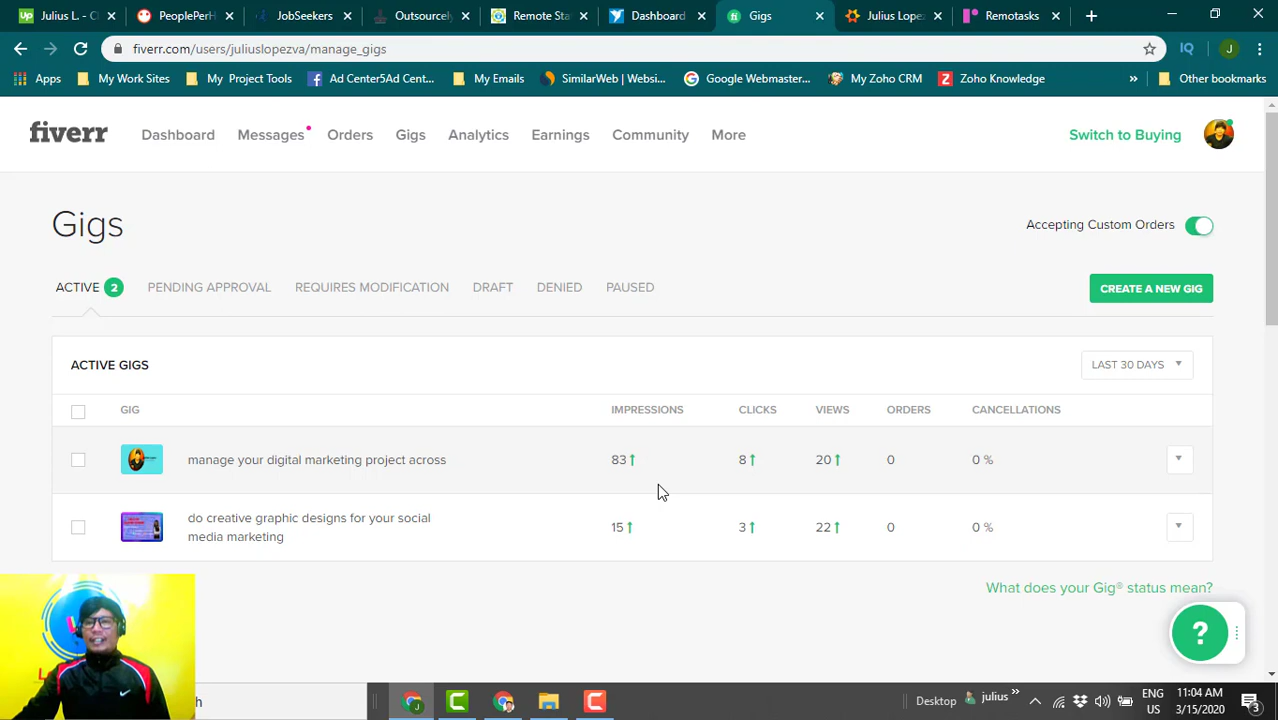 Julius L. - Cl
PeoplePerH
JobSeekers
Outsourcely
Remote Sta
Dashboard
Gigs
Julius Lopez
Remotasks
fiverr.com/users/juliuslopezva/manage_gigs
J
Apps
My Work Sites
My Project Tools
Ad Center5Ad Cent...
My Emails
SimilarWeb | Websi...
Google Webmaster...
My Zoho CRM
Zoho Knowledge
»
Other bookmarks
fiverr
Dashboard
Messages
Orders
Gigs
Analytics
Earnings
Community
More
Switch to Buying
Gigs
Accepting Custom Orders
ACTIVE 2
PENDING APPROVAL
REQUIRES MODIFICATION
DRAFT
DENIED
PAUSED
CREATE A NEW GIG
ACTIVE GIGS
LAST 30 DAYS
GIG
IMPRESSIONS
CLICKS
VIEWS
ORDERS
CANCELLATIONS
manage your digital marketing project across
83
8
20
0
0 %
do creative graphic designs for your social
media marketing
15
3
22
0
0 %
What does your Gig® status mean?
?
h
Desktop
julius
»
ENG
US
11:04 AM
3/15/2020
3